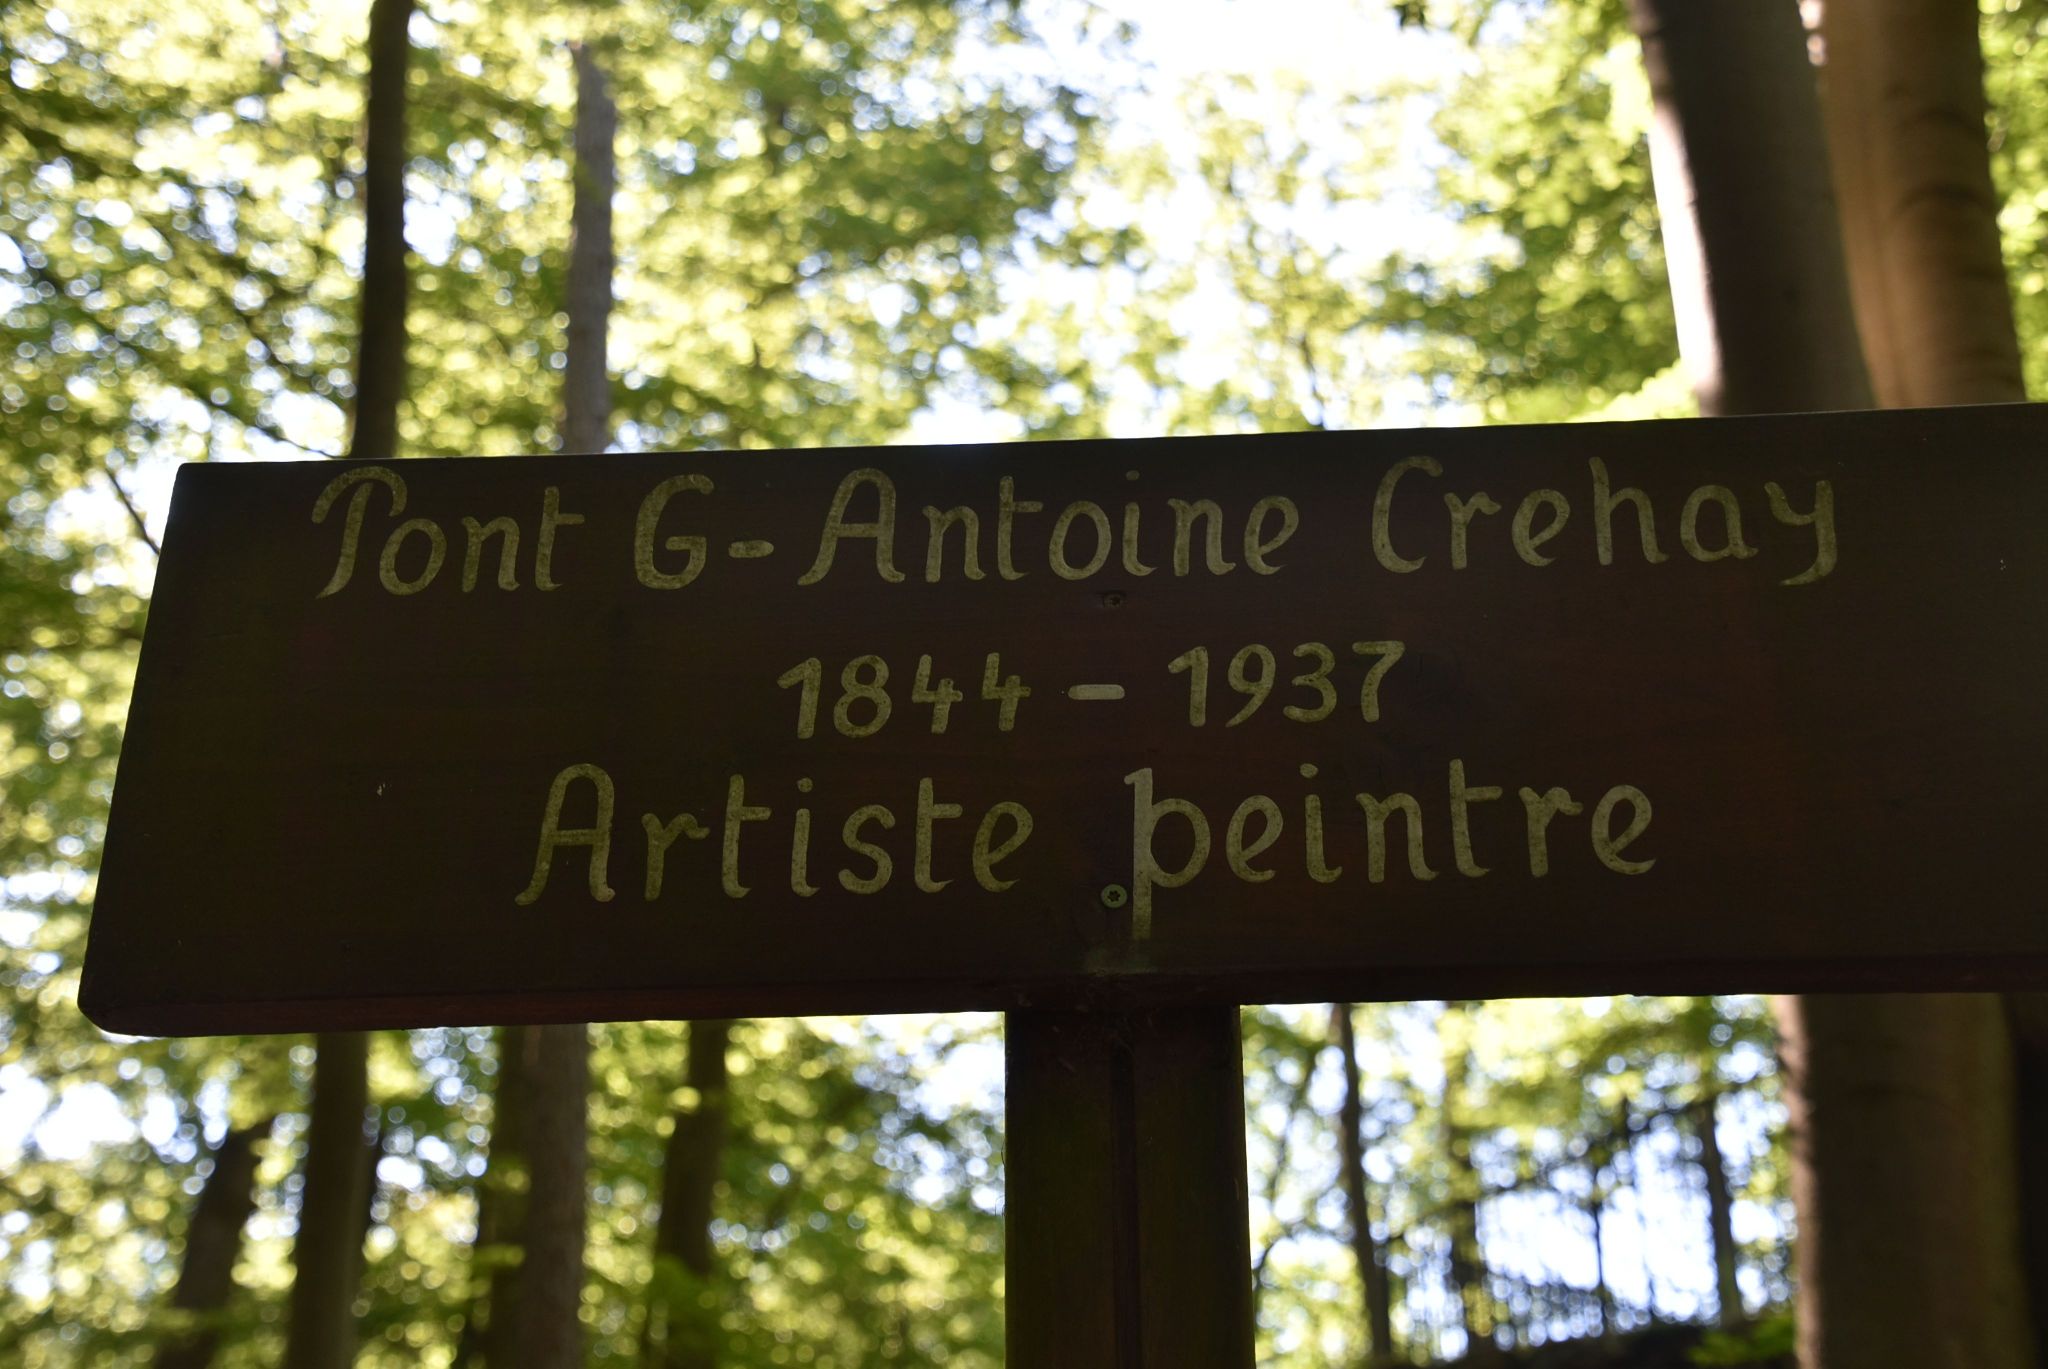 Pont G-Antoine Crehay
1844 - 1937
Artiste peintre